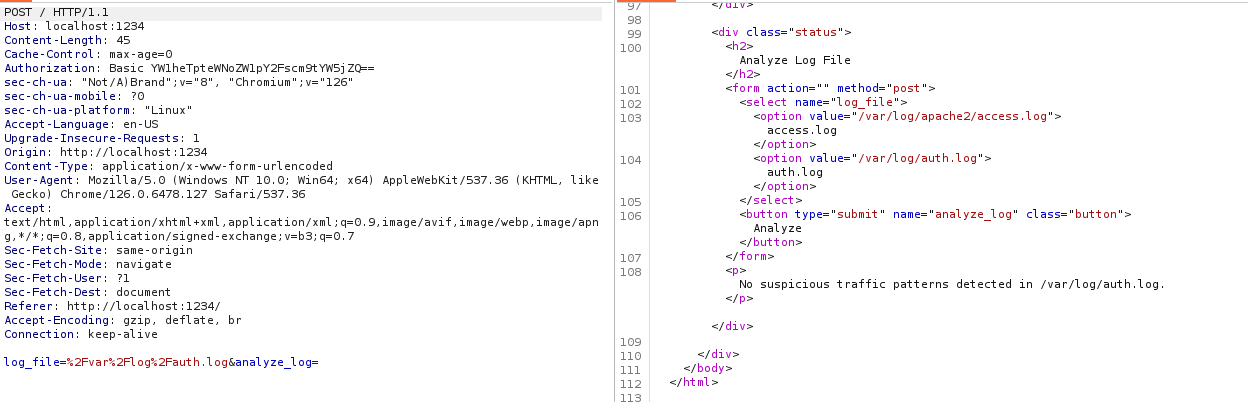 POST / HTTP/1.1
Host: localhost:1234
Content-Length: 45
Cache-Control: max-age=0
Authorization: Basic YW1heTpteWNoZW1pY2Fscm9tYW5jZQ==
sec-ch-ua: "Not/A)Brand";v="8", "Chromium";v="126"
sec-ch-ua-mobile: ?0
sec-ch-ua-platform: "Linux"
Accept-Language: en-US
Upgrade-Insecure-Requests: 1
Origin: http://localhost:1234
Content-Type: application/x-www-form-urlencoded
User-Agent: Mozilla/5.0 (Windows NT 10.0; Win64; x64) AppleWebKit/537.36 (KHTML, like
Gecko) Chrome/126.0.6478.127 Safari/537.36
Accept:
text/html,application/xhtml+xml,application/xml;q=0.9,image/avif,image/webp,image/apn
g,*/*;q=0.8,application/signed-exchange;v=b3;q=0.7
Sec-Fetch-Site: same-origin
Sec-Fetch-Mode: navigate
Sec-Fetch-User: ?1
Sec-Fetch-Dest: document
Referer: http://localhost:1234/
Accept-Encoding: gzip, deflate, br
Connection: keep-alive
log_file=%2Fvar%2Flog%2Fauth.log&analyze_log=
97 </div>
98
99 <div class="status">
100 <h2>
Analyze Log File
</h2>
101 <form action="" method="post">
102 <select name="log_file">
103 <option value="/var/log/apache2/access.log">
access.log
</option>
104 <option value="/var/log/auth.log">
auth.log
</option>
105 </select>
106 <button type="submit" name="analyze_log" class="button">
Analyze
</button>
107 </form>
108 <p>
No suspicious traffic patterns detected in /var/log/auth.log.
</p>
</div>
109
110 </div>
111 </body>
112 </html>
113